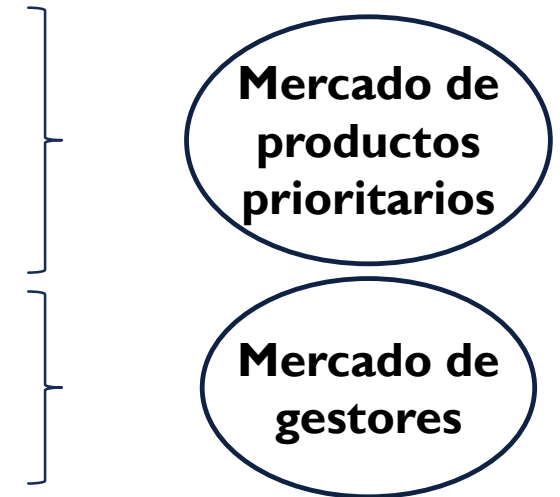 Mercado de
productos
prioritarios
Mercado de
gestores